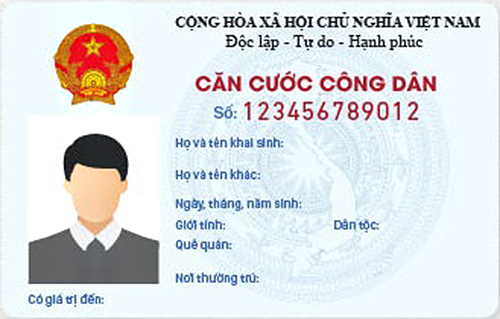 CỘNG HÒA XÃ HỘI CHỦ NGHĨA VIỆT NAM
Độc lập - Tự do - Hạnh phúc
CĂN CƯỚC CÔNG DÂN
Số: 123456789012
Họ và tên khai sinh:
Họ và tên khác:
Ngày, tháng, năm sinh:
Giới tính: Dân tộc:
Quê quán:
Nơi thường trú:
Có giá trị đến: